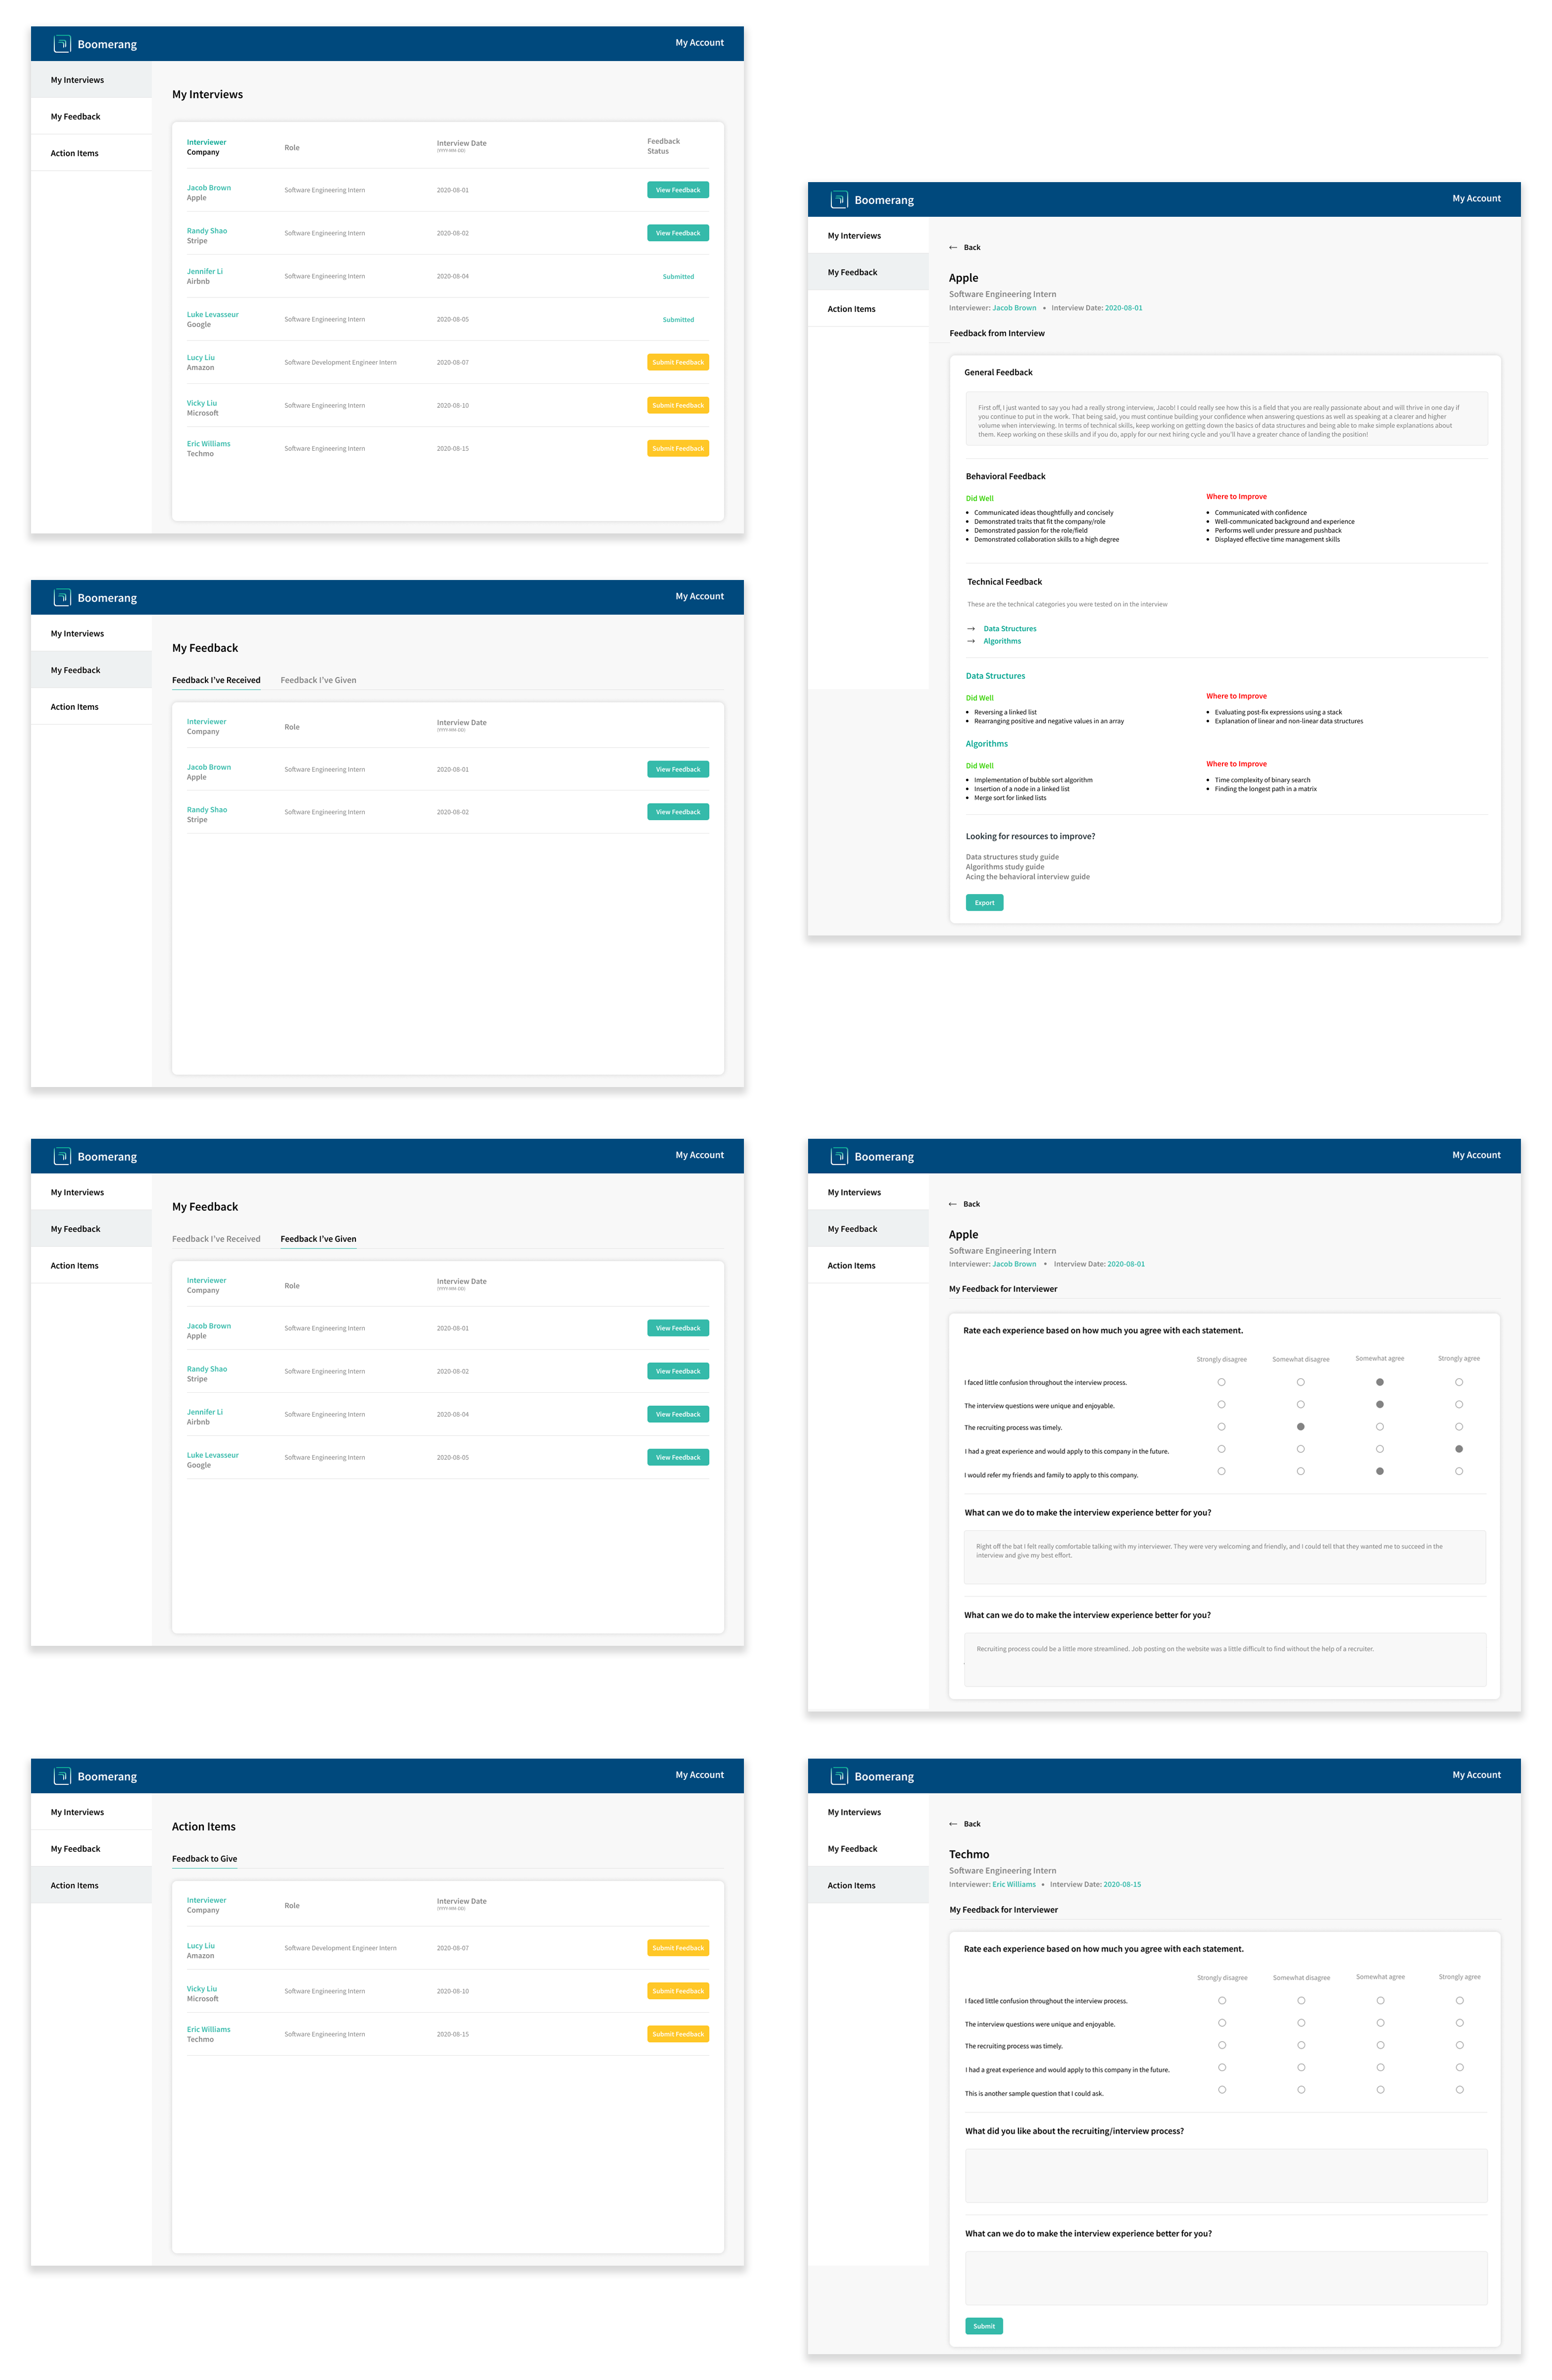 Boomerang
My Account
My Interviews
My Feedback
Action Items
My Interviews
Interviewer
Company
Role
Interview Date
(YYYY-MM-DD)
Feedback
Status
Jacob Brown
Apple
Software Engineering Intern
2020-08-01
View Feedback
Randy Shao
Stripe
Software Engineering Intern
2020-08-02
View Feedback
Jennifer Li
Airbnb
Software Engineering Intern
2020-08-04
Submitted
Luke Levasseur
Google
Software Engineering Intern
2020-08-05
Submitted
Lucy Liu
Amazon
Software Development Engineer Intern
2020-08-07
Submit Feedback
Vicky Liu
Microsoft
Software Engineering Intern
2020-08-10
Submit Feedback
Eric Williams
Techmo
Software Engineering Intern
2020-08-15
Submit Feedback
Boomerang
My Account
My Interviews
My Feedback
Action Items
← Back
Apple
Software Engineering Intern
Interviewer: Jacob Brown • Interview Date: 2020-08-01
Feedback from Interview
General Feedback
First off, I just wanted to say you had a really strong interview, Jacob! I could really see how this is a field that you are really passionate about and will thrive in one day if
you continue to put in the work. That being said, you must continue building your confidence when answering questions as well as speaking at a clearer and higher
volume when interviewing. In terms of technical skills, keep working on getting down the basics of data structures and being able to make simple explanations about
them. Keep working on these skills and if you do, apply for our next hiring cycle and you'll have a greater chance of landing the position!
Behavioral Feedback
Did Well
• Communicated ideas thoughtfully and concisely
• Demonstrated traits that fit the company/role
• Demonstrated passion for the role/field
• Demonstrated collaboration skills to a high degree
Where to Improve
• Communicated with confidence
• Well-communicated background and experience
• Performs well under pressure and pushback
• Displayed effective time management skills
Technical Feedback
These are the technical categories you were tested on in the interview
→ Data Structures
→ Algorithms
Data Structures
Did Well
• Reversing a linked list
• Rearranging positive and negative values in an array
Where to Improve
• Evaluating post-fix expressions using a stack
• Explanation of linear and non-linear data structures
Algorithms
Did Well
• Implementation of bubble sort algorithm
• Insertion of a node in a linked list
• Merge sort for linked lists
Where to Improve
• Time complexity of binary search
• Finding the longest path in a matrix
Looking for resources to improve?
Data structures study guide
Algorithms study guide
Acing the behavioral interview guide
Export
Boomerang
My Account
My Interviews
My Feedback
Action Items
My Feedback
Feedback I've Received
Feedback I've Given
Interviewer
Company
Role
Interview Date
(YYYY-MM-DD)
Jacob Brown
Apple
Software Engineering Intern
2020-08-01
View Feedback
Randy Shao
Stripe
Software Engineering Intern
2020-08-02
View Feedback
Boomerang
My Account
My Interviews
My Feedback
Action Items
My Feedback
Feedback I've Received
Feedback I've Given
Interviewer
Company
Role
Interview Date
(YYYY-MM-DD)
Jacob Brown
Apple
Software Engineering Intern
2020-08-01
View Feedback
Randy Shao
Stripe
Software Engineering Intern
2020-08-02
View Feedback
Jennifer Li
Airbnb
Software Engineering Intern
2020-08-04
View Feedback
Luke Levasseur
Google
Software Engineering Intern
2020-08-05
View Feedback
Boomerang
My Account
My Interviews
My Feedback
Action Items
← Back
Apple
Software Engineering Intern
Interviewer: Jacob Brown • Interview Date: 2020-08-01
My Feedback for Interviewer
Rate each experience based on how much you agree with each statement.
Strongly disagree
Somewhat disagree
Somewhat agree
Strongly agree
I faced little confusion throughout the interview process.
The interview questions were unique and enjoyable.
The recruiting process was timely.
I had a great experience and would apply to this company in the future.
I would refer my friends and family to apply to this company.
What can we do to make the interview experience better for you?
Right off the bat I felt really comfortable talking with my interviewer. They were very welcoming and friendly, and I could tell that they wanted me to succeed in the
interview and give my best effort.
What can we do to make the interview experience better for you?
Recruiting process could be a little more streamlined. Job posting on the website was a little difficult to find without the help of a recruiter.
Boomerang
My Account
My Interviews
My Feedback
Action Items
Action Items
Feedback to Give
Interviewer
Company
Role
Interview Date
(YYYY-MM-DD)
Lucy Liu
Amazon
Software Development Engineer Intern
2020-08-07
Submit Feedback
Vicky Liu
Microsoft
Software Engineering Intern
2020-08-10
Submit Feedback
Eric Williams
Techmo
Software Engineering Intern
2020-08-15
Submit Feedback
Boomerang
My Account
My Interviews
My Feedback
Action Items
← Back
Techmo
Software Engineering Intern
Interviewer: Eric Williams • Interview Date: 2020-08-15
My Feedback for Interviewer
Rate each experience based on how much you agree with each statement.
Strongly disagree
Somewhat disagree
Somewhat agree
Strongly agree
I faced little confusion throughout the interview process.
The interview questions were unique and enjoyable.
The recruiting process was timely.
I had a great experience and would apply to this company in the future.
This is another sample question that I could ask.
What did you like about the recruiting/interview process?
What can we do to make the interview experience better for you?
Submit